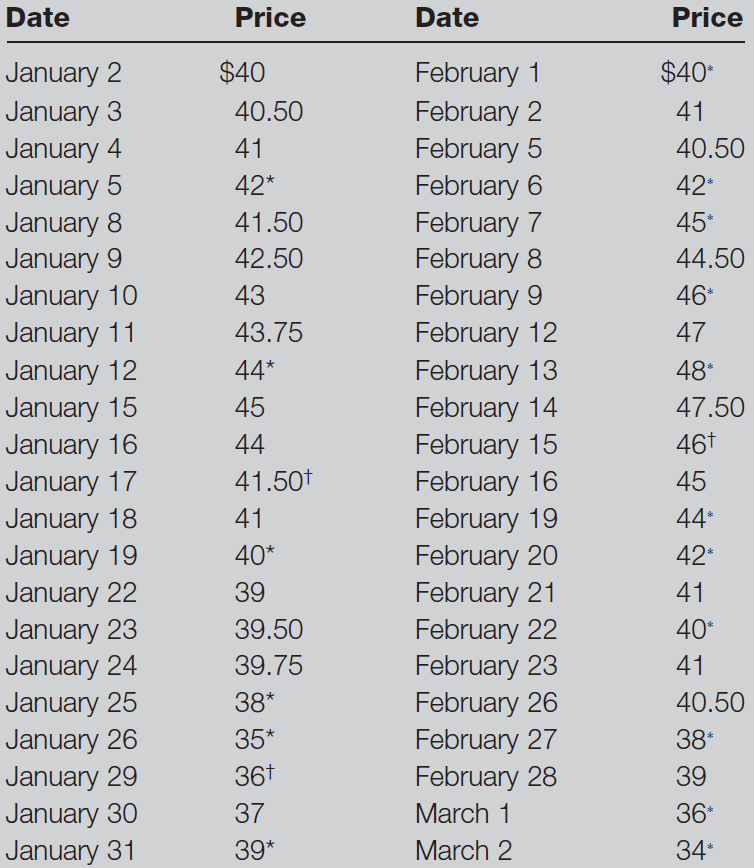 Date Price Date Price
January 2 $40 February 1 $40*
January 3 40.50 February 2 41
January 4 41 February 5 40.50
January 5 42* February 6 42*
January 8 41.50 February 7 45*
January 9 42.50 February 8 44.50
January 10 43 February 9 46*
January 11 43.75 February 12 47
January 12 44* February 13 48*
January 15 45 February 14 47.50
January 16 44 February 15 46†
January 17 41.50† February 16 45
January 18 41 February 19 44*
January 19 40* February 20 42*
January 22 39 February 21 41
January 23 39.50 February 22 40*
January 24 39.75 February 23 41
January 25 38* February 26 40.50
January 26 35* February 27 38*
January 29 36† February 28 39
January 30 37 March 1 36*
January 31 39* March 2 34*